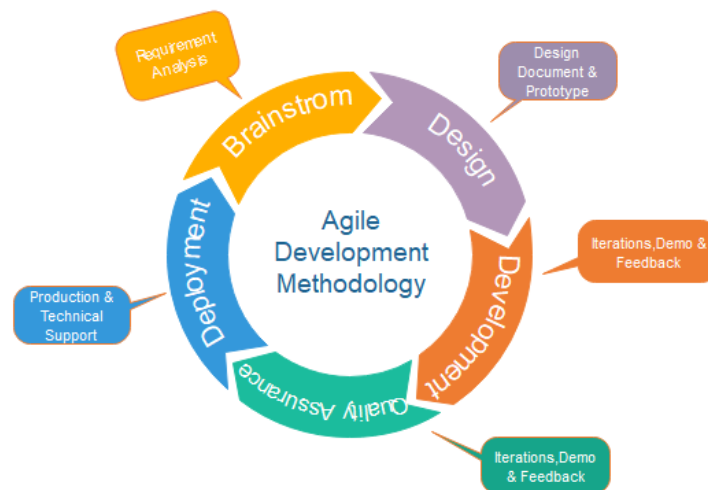 Requirement
Analysis
Brainstrom
Design
Document &
Prototype
Design
Iterations,Demo &
Feedback
Development
Agile
Development
Methodology
Production &
Technical
Support
Deployment
Quality Assurance
Iterations,Demo
& Feedback